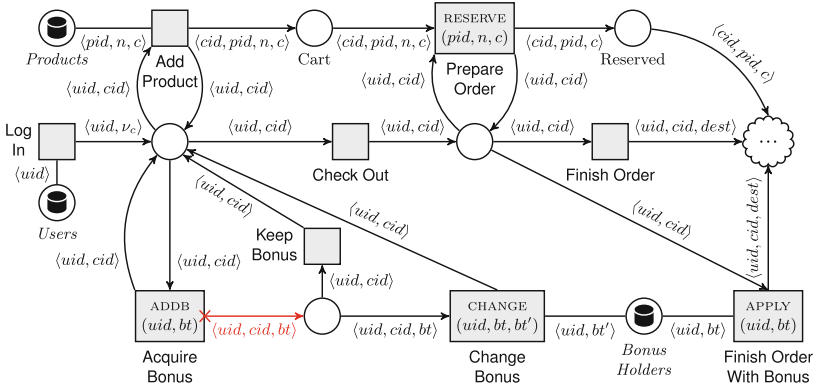 RESERVE
(pid, n, c)
⟨pid, n, c⟩
⟨cid, pid, n, c⟩
⟨cid, pid, n, c⟩
⟨cid, pid, c⟩
⟨cid, pid, c⟩
Products
Add
Product
Cart
Prepare
Order
Reserved
⟨uid, cid⟩
⟨uid, cid⟩
⟨uid, cid⟩
⟨uid, cid⟩
Log
In
⟨uid, νc⟩
⟨uid, cid⟩
⟨uid, cid⟩
⟨uid, cid⟩
⟨uid, cid, dest⟩
...
⟨uid⟩
Check Out
Finish Order
Users
⟨uid, cid⟩
⟨uid, cid⟩
⟨uid, cid⟩
⟨uid, cid, dest⟩
Keep
Bonus
⟨uid, cid⟩
⟨uid, cid⟩
⟨uid, cid⟩
ADDB
(uid, bt)
⟨uid, cid, bt⟩
⟨uid, cid, bt⟩
CHANGE
(uid, bt, bt′)
⟨uid, bt′⟩
⟨uid, bt⟩
APPLY
(uid, bt)
Acquire
Bonus
Change
Bonus
Bonus
Holders
Finish Order
With Bonus